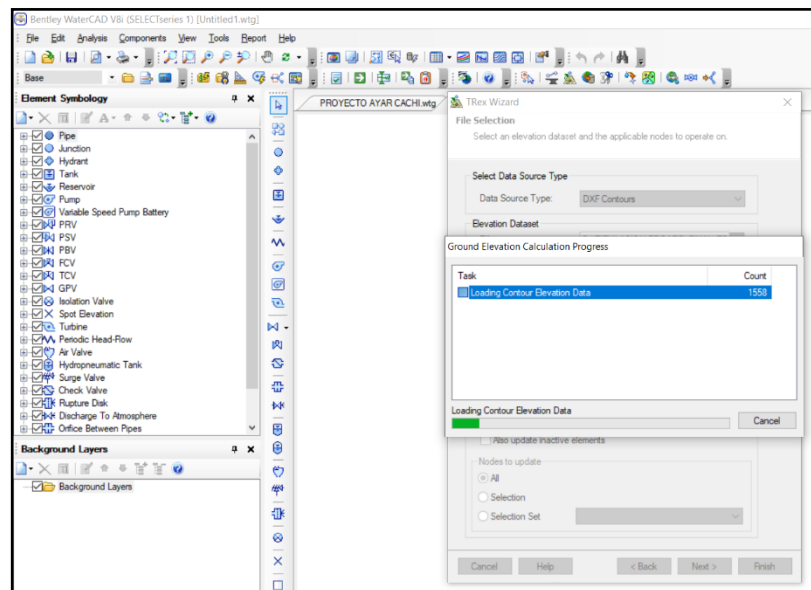 Bentley WaterCAD V8i (SELECTseries 1) [Untitled1.wtg]
File Edit Analysis Components View Tools Report Help
Base
Element Symbology
Pipe
Junction
Hydrant
Tank
Reservoir
Pump
Variable Speed Pump Battery
PRV
PSV
PBV
FCV
TCV
GPV
Isolation Valve
Spot Elevation
Turbine
Periodic Head-Flow
Air Valve
Hydropneumatic Tank
Surge Valve
Check Valve
Rupture Disk
Discharge To Atmosphere
Orifice Between Pipes
Background Layers
Background Layers
PROYECTO AYAR CACHI.wtg
TRex Wizard
File Selection
Select an elevation dataset and the applicable nodes to operate on.
Select Data Source Type
Data Source Type: DXF Contours
Elevation Dataset
Ground Elevation Calculation Progress
Task Count
Loading Contour Elevation Data 1558
Loading Contour Elevation Data
Cancel
Also update inactive elements
Nodes to update
All
Selection
Selection Set
Cancel Help < Back Next > Finish